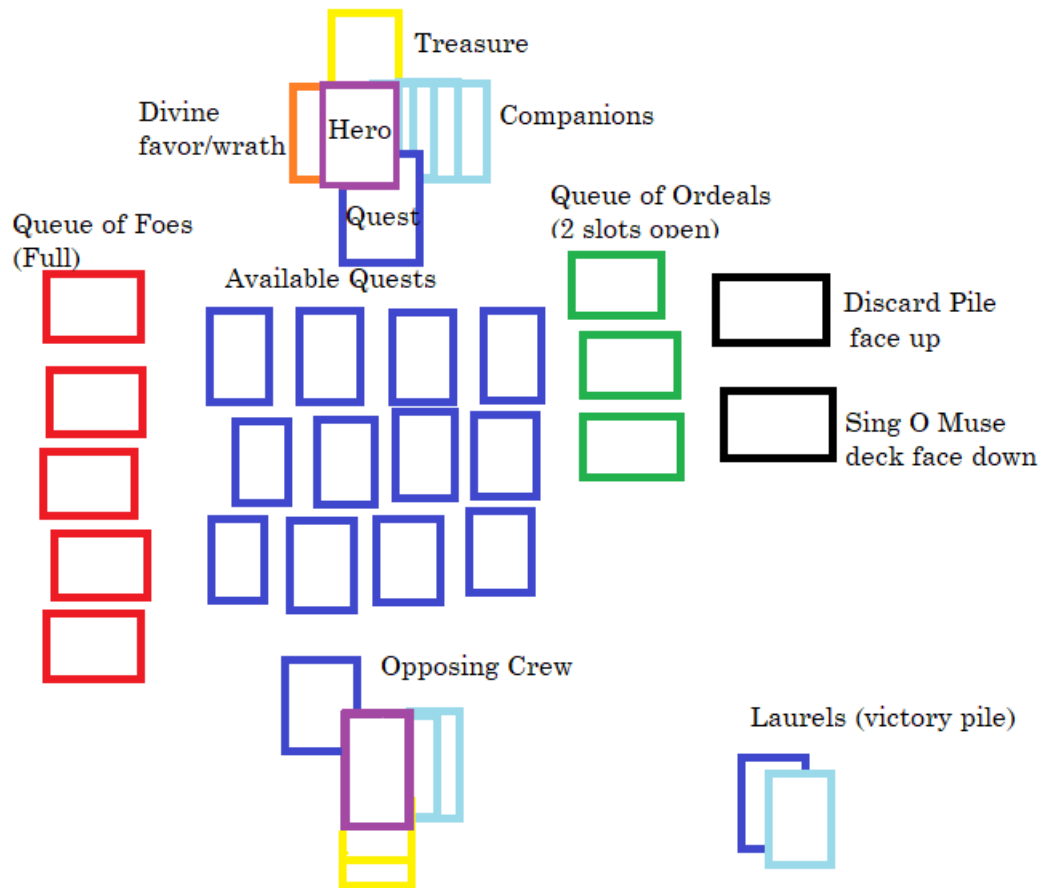 Treasure
Divine
favor/wrath
Hero
Companions
Quest
Queue of Foes
(Full)
Queue of Ordeals
(2 slots open)
Available Quests
Discard Pile
face up
Sing O Muse
deck face down
Opposing Crew
Laurels (victory pile)